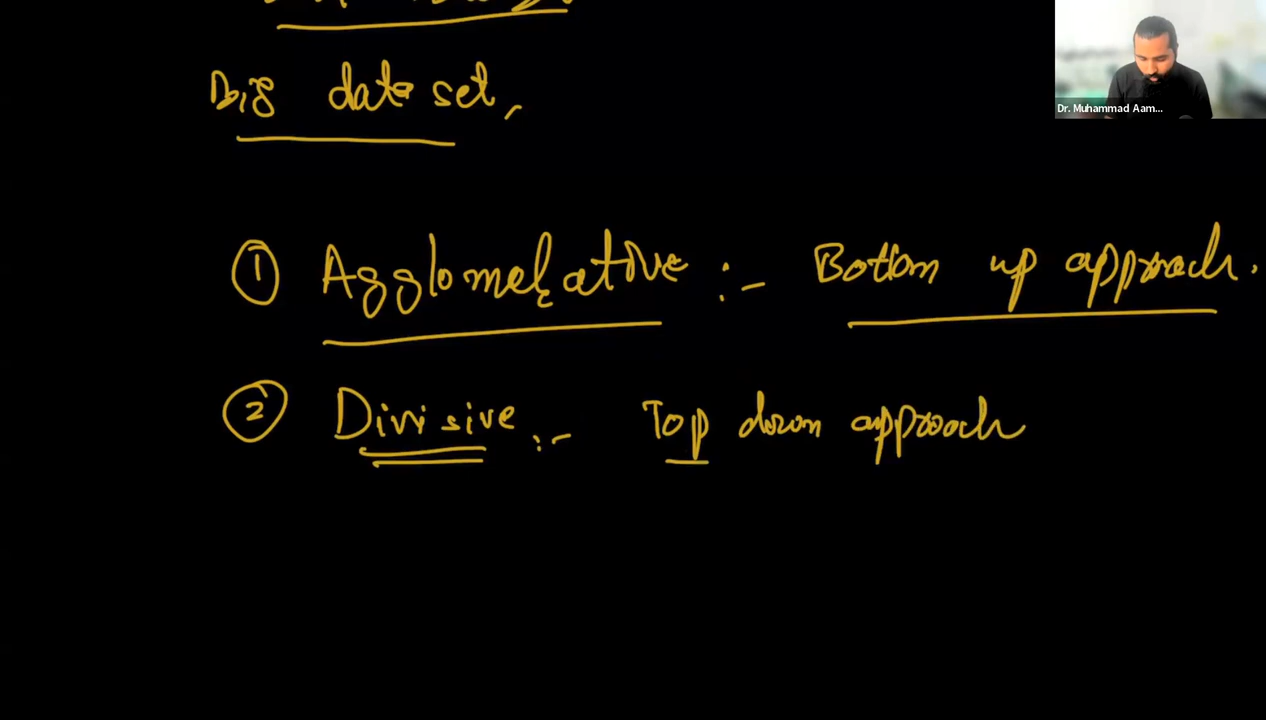 Dr. Muhammad Aam...
Big data set,
① Agglomerative :- Bottom up approach.
② Divisive :- Top down approach